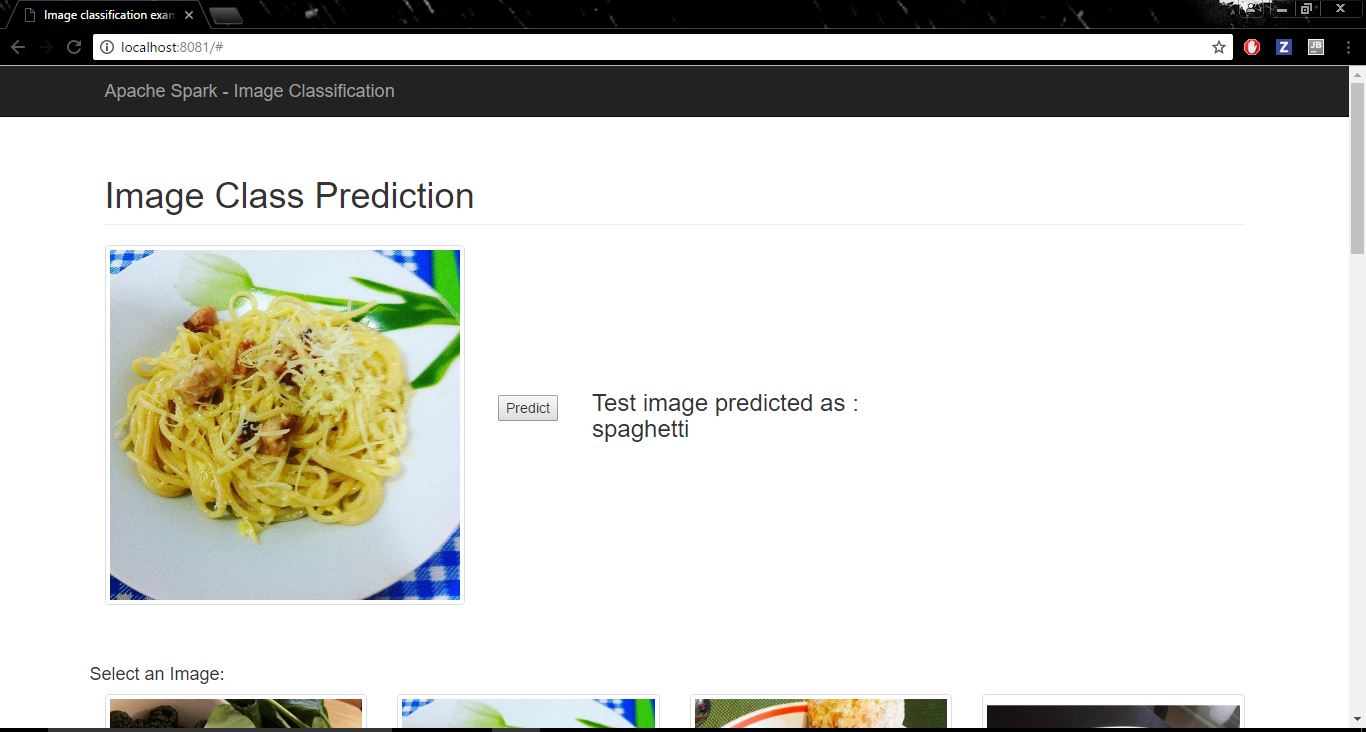 Image classification exam
localhost:8081/#
Z
JB
Apache Spark - Image Classification
Image Class Prediction
Predict
Test image predicted as :
spaghetti
Select an Image: